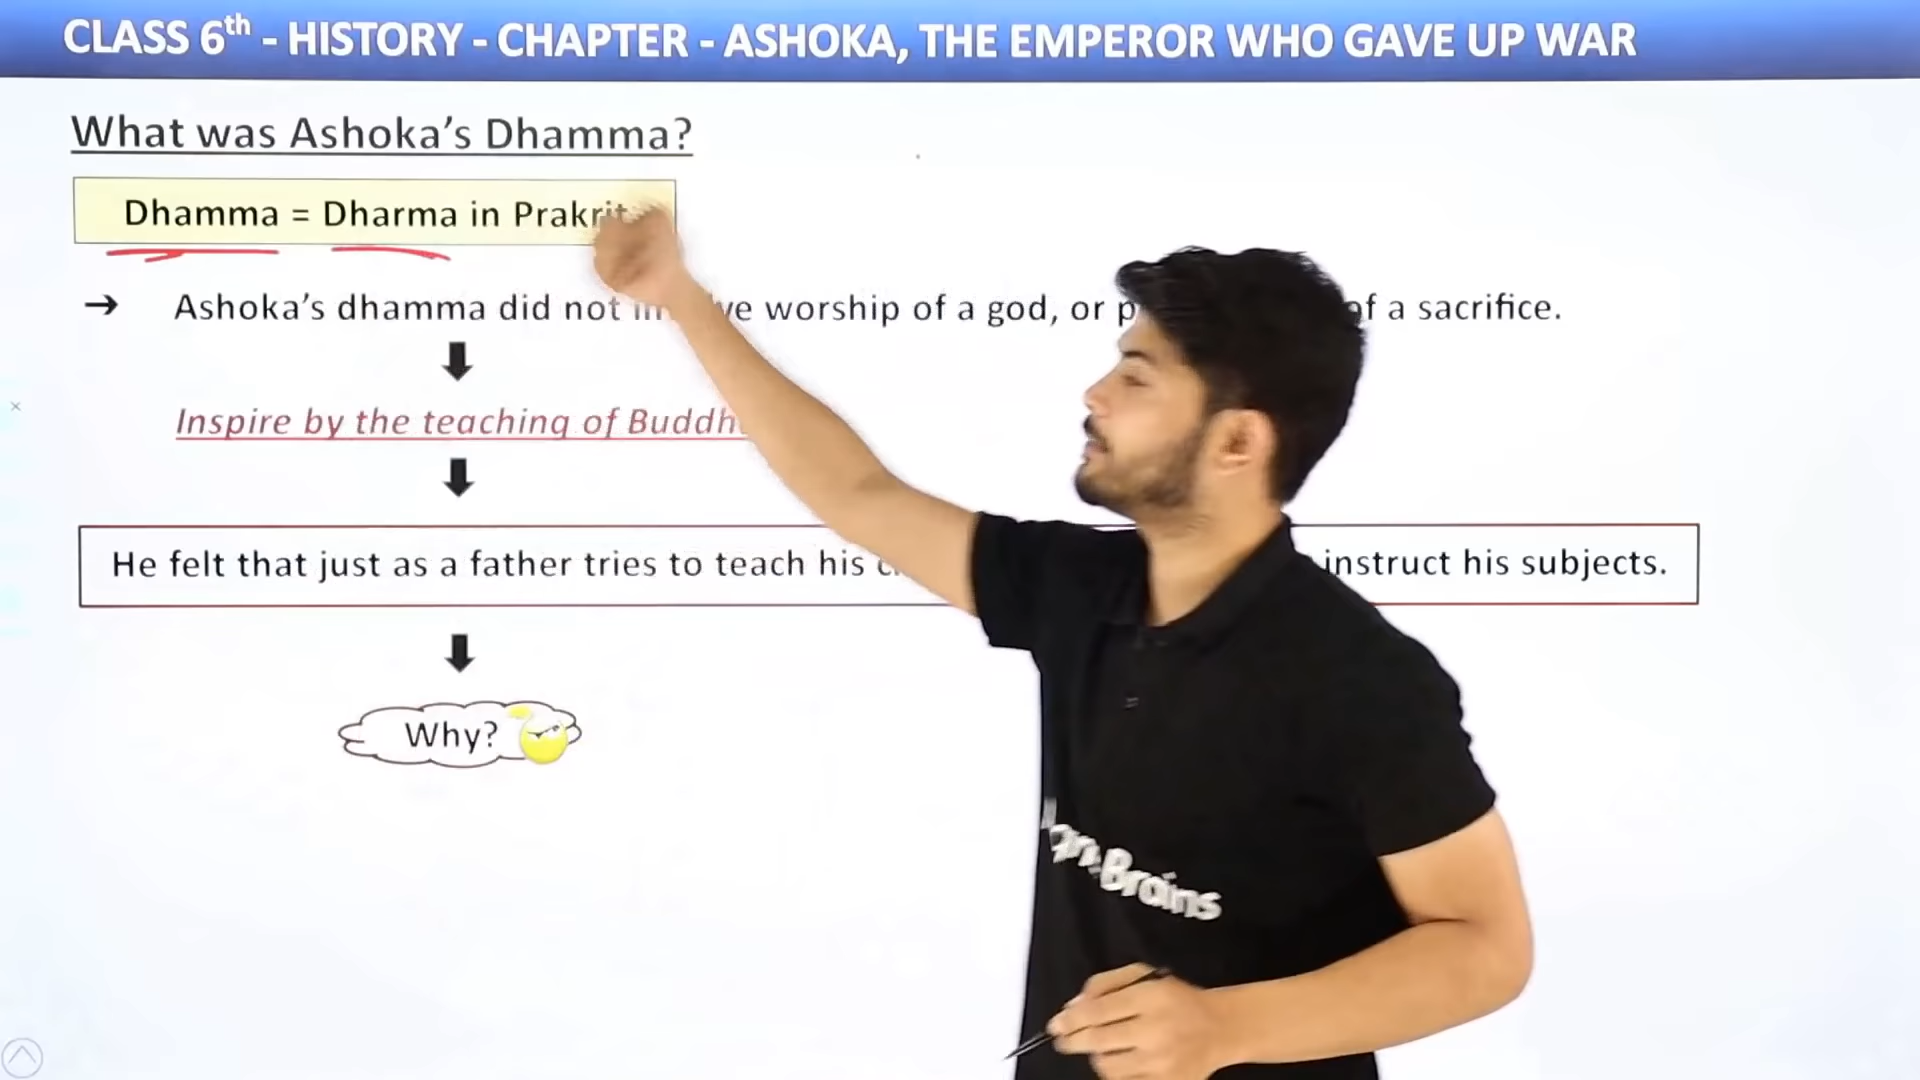 CLASS 6th - HISTORY - CHAPTER - ASHOKA, THE EMPEROR WHO GAVE UP WAR
What was Ashoka's Dhamma?
Dhamma = Dharma in Prakrit
→ Ashoka's dhamma did not worship of a god, or of a sacrifice.
Inspire by the teaching of
He felt that just as a father tries to teach his instruct his subjects.
Why?
Brains